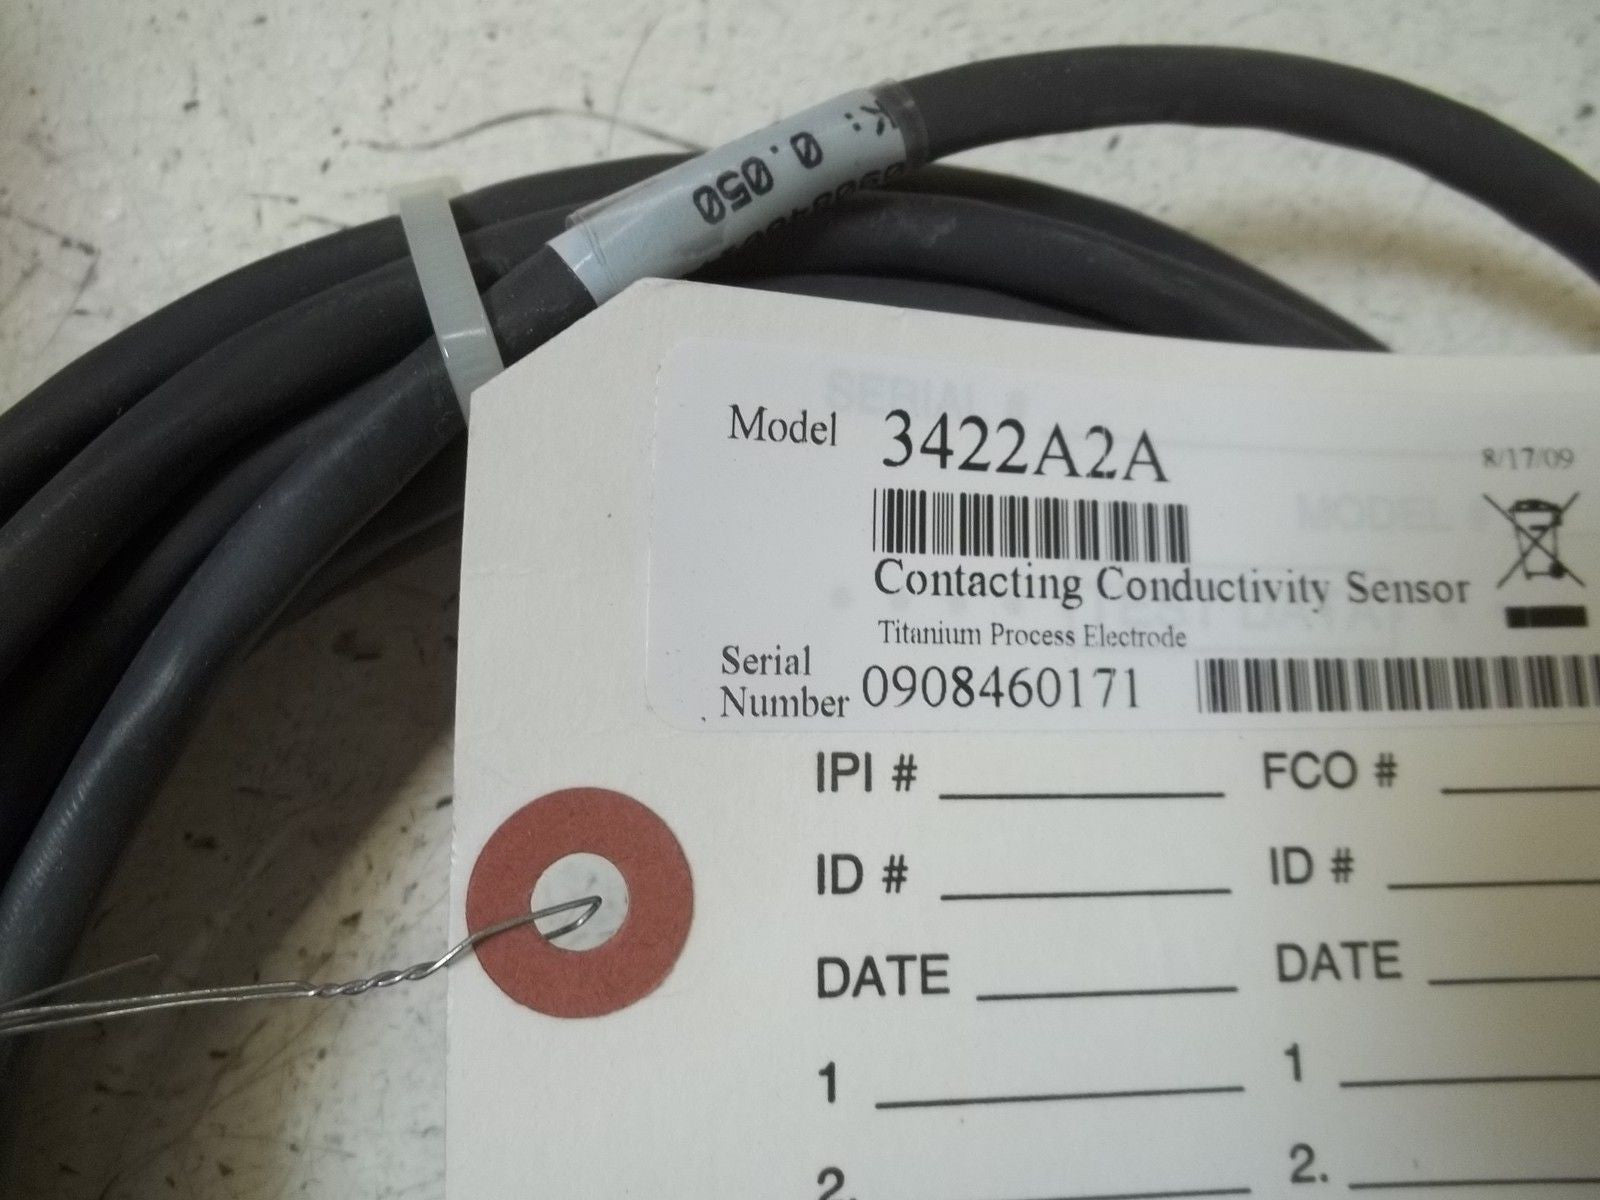 K: 0.050
Model 3422A2A
8/17/09
Contacting Conductivity Sensor
Titanium Process Electrode
Serial
Number 0908460171
IPI # FCO #
ID # ID #
DATE DATE
1 1
2. 2.